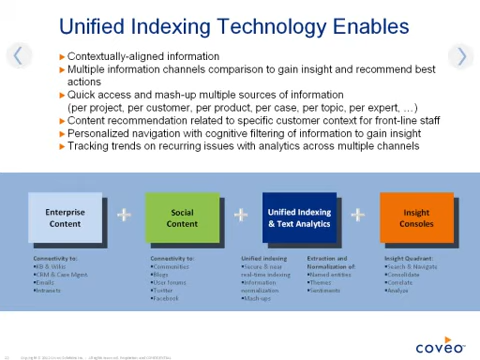 Unified Indexing Technology Enables
Contextually-aligned information
Multiple information channels comparison to gain insight and recommend best
actions
Quick access and mash-up multiple sources of information
(per project, per customer, per product, per case, per topic, per expert, …)
Content recommendation related to specific customer context for front-line staff
Personalized navigation with cognitive filtering of information to gain insight
Tracking trends on recurring issues with analytics across multiple channels
Enterprise
Content
Social
Content
Unified Indexing
& Text Analytics
Insight
Consoles
Connectivity to:
•KB & Wikis
•CRM & Case Mgmt.
•Emails
•Intranets
Connectivity to:
•Communities
•Blogs
•User forums
•Twitter
•Facebook
Unified indexing
•Secure & near
real-time indexing
•Information
normalization
•Mash-ups
Extraction and
Normalization of:
•Named entities
•Themes
•Sentiments
Insight Quadrant:
•Search & Navigate
•Consolidate
•Correlate
•Analyze
coveo